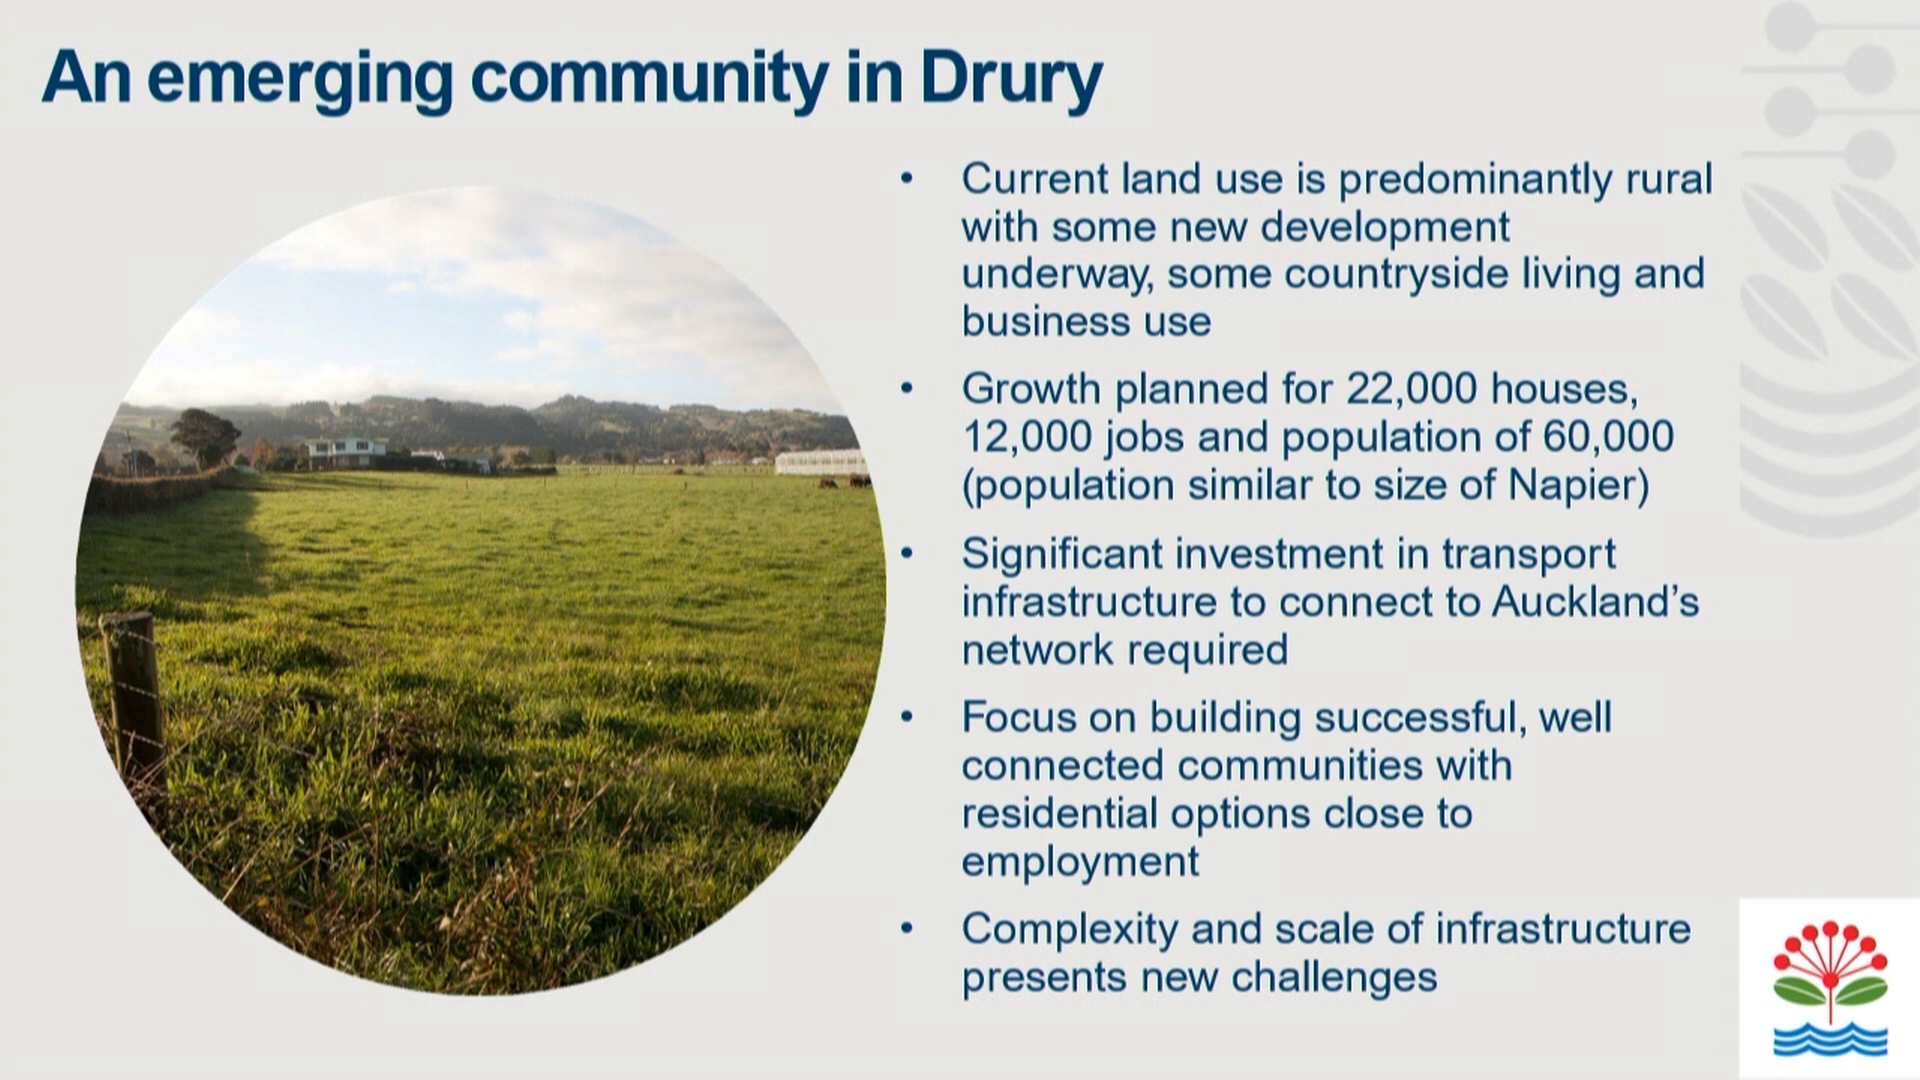 An emerging community in Drury
• Current land use is predominantly rural
with some new development
underway, some countryside living and
business use
• Growth planned for 22,000 houses,
12,000 jobs and population of 60,000
(population similar to size of Napier)
• Significant investment in transport
infrastructure to connect to Auckland’s
network required
• Focus on building successful, well
connected communities with
residential options close to
employment
• Complexity and scale of infrastructure
presents new challenges